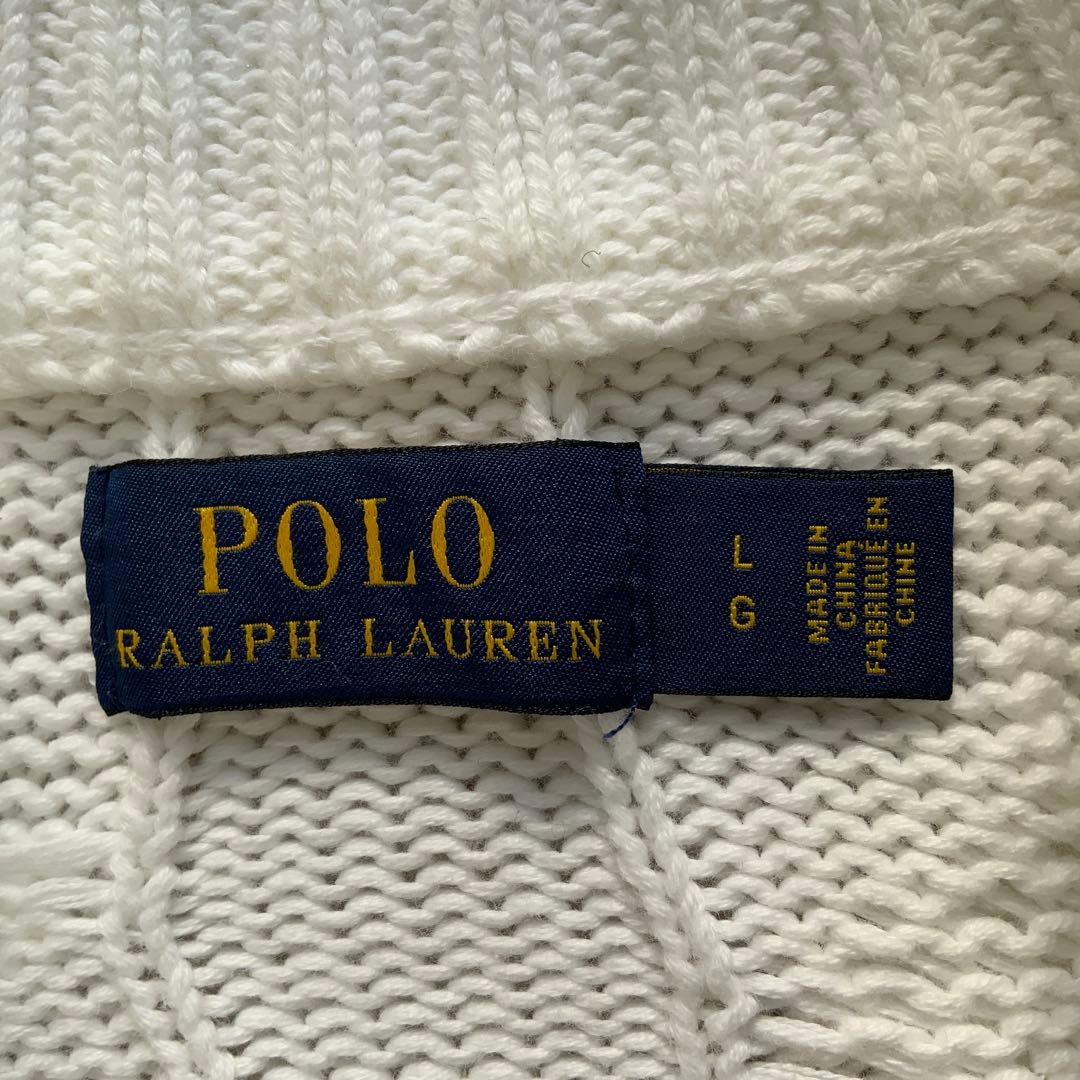 POLO
RALPH LAUREN
L
G
MADE IN
CHINA
FABRIQUÉ EN
CHINE